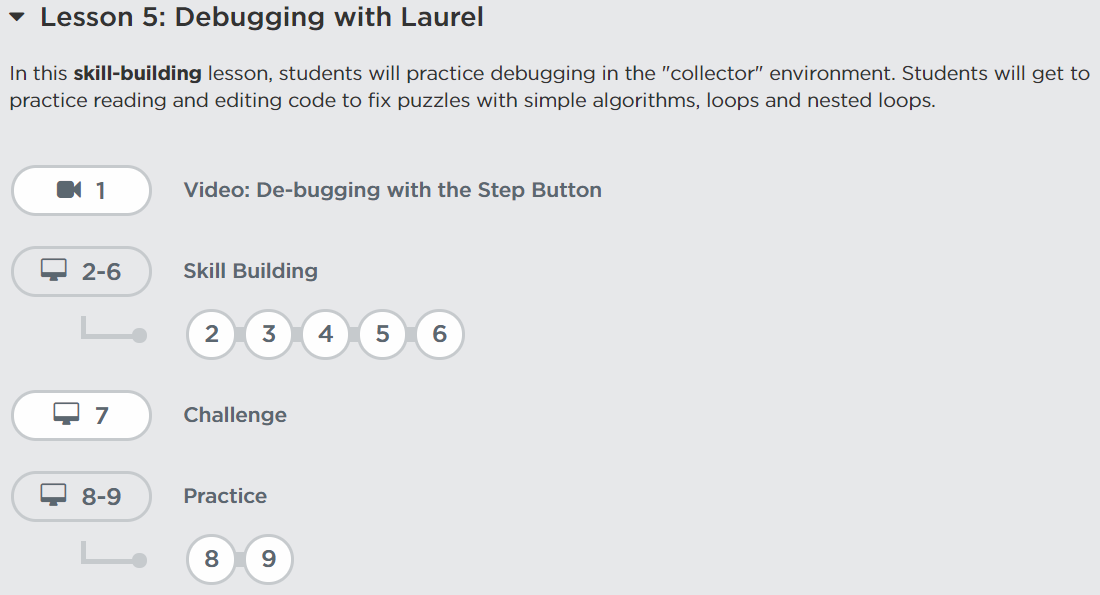 Lesson 5: Debugging with Laurel
In this skill-building lesson, students will practice debugging in the "collector" environment. Students will get to
practice reading and editing code to fix puzzles with simple algorithms, loops and nested loops.
1 Video: De-bugging with the Step Button
2-6 Skill Building
2 3 4 5 6
7 Challenge
8-9 Practice
8 9